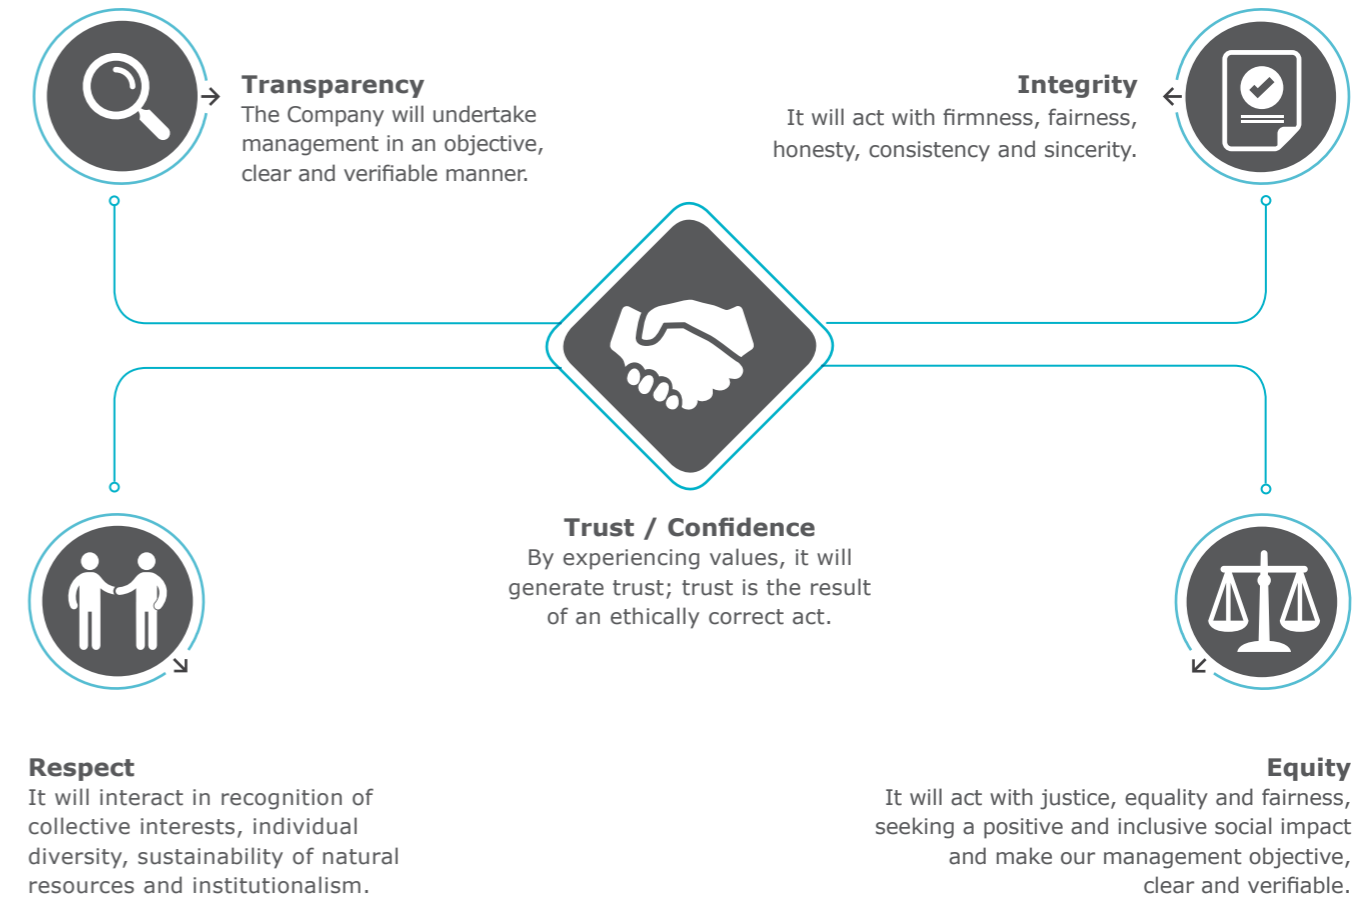 Transparency
The Company will undertake
management in an objective,
clear and verifiable manner.
Integrity
It will act with firmness, fairness,
honesty, consistency and sincerity.
Trust / Confidence
By experiencing values, it will
generate trust; trust is the result
of an ethically correct act.
Respect
It will interact in recognition of
collective interests, individual
diversity, sustainability of natural
resources and institutionalism.
Equity
It will act with justice, equality and fairness,
seeking a positive and inclusive social impact
and make our management objective,
clear and verifiable.